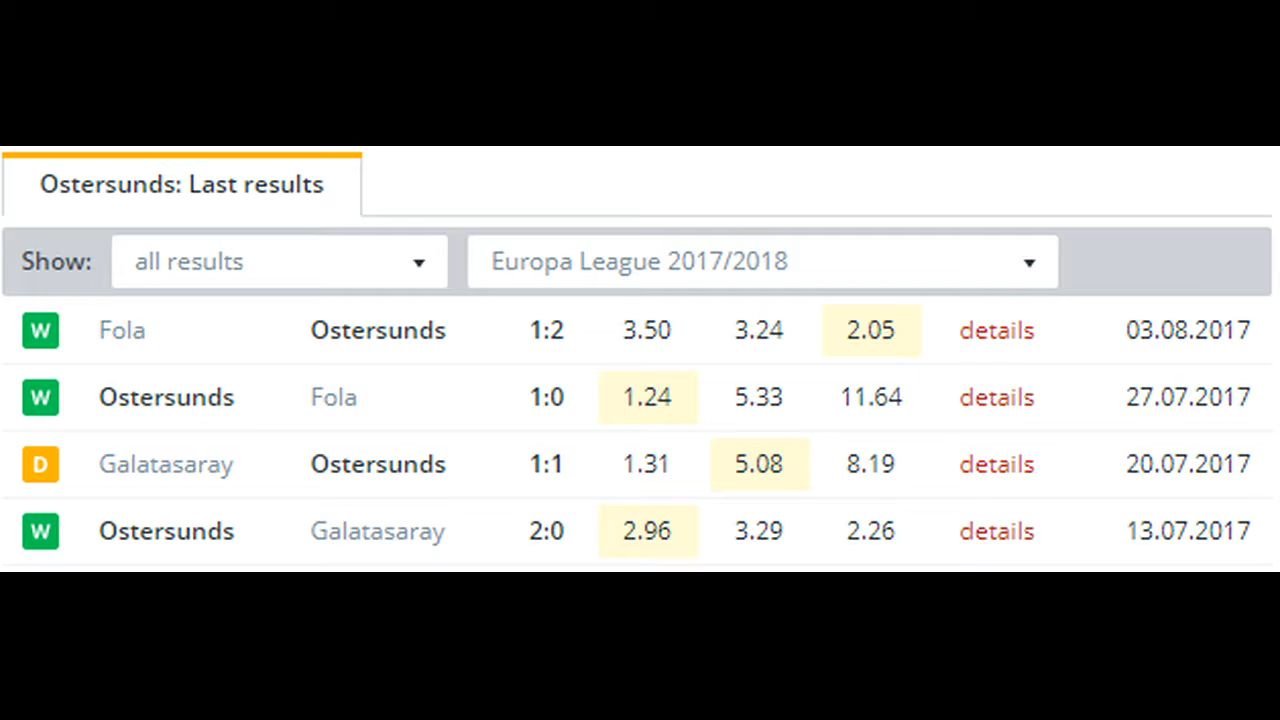 Ostersunds: Last results
Show: all results Europa League 2017/2018
W Fola Ostersunds 1:2 3.50 3.24 2.05 details 03.08.2017
W Ostersunds Fola 1:0 1.24 5.33 11.64 details 27.07.2017
D Galatasaray Ostersunds 1:1 1.31 5.08 8.19 details 20.07.2017
W Ostersunds Galatasaray 2:0 2.96 3.29 2.26 details 13.07.2017